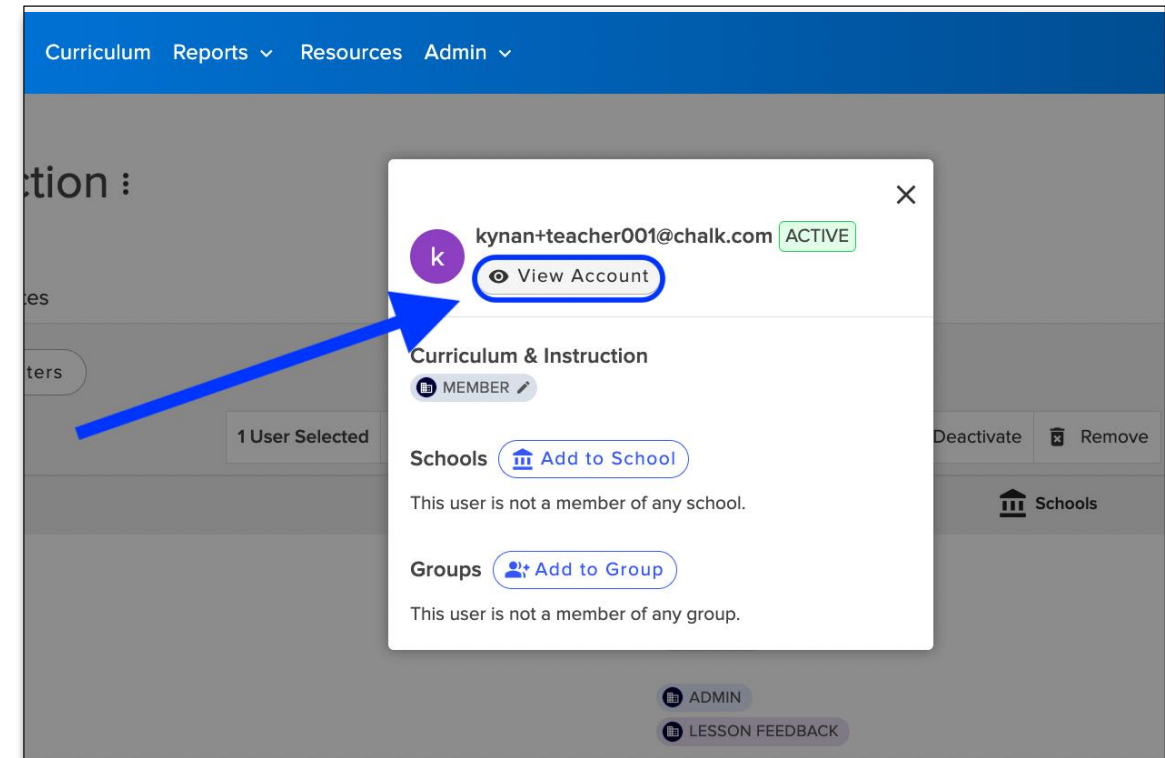 Curriculum Reports Resources Admin
ction
kynan+teacher001@chalk.com ACTIVE
k
View Account
tes
Curriculum & Instruction
ters
MEMBER
1 User Selected
Deactivate Remove
Schools Add to School
This user is not a member of any school.
Schools
Groups Add to Group
This user is not a member of any group.
ADMIN
LESSON FEEDBACK